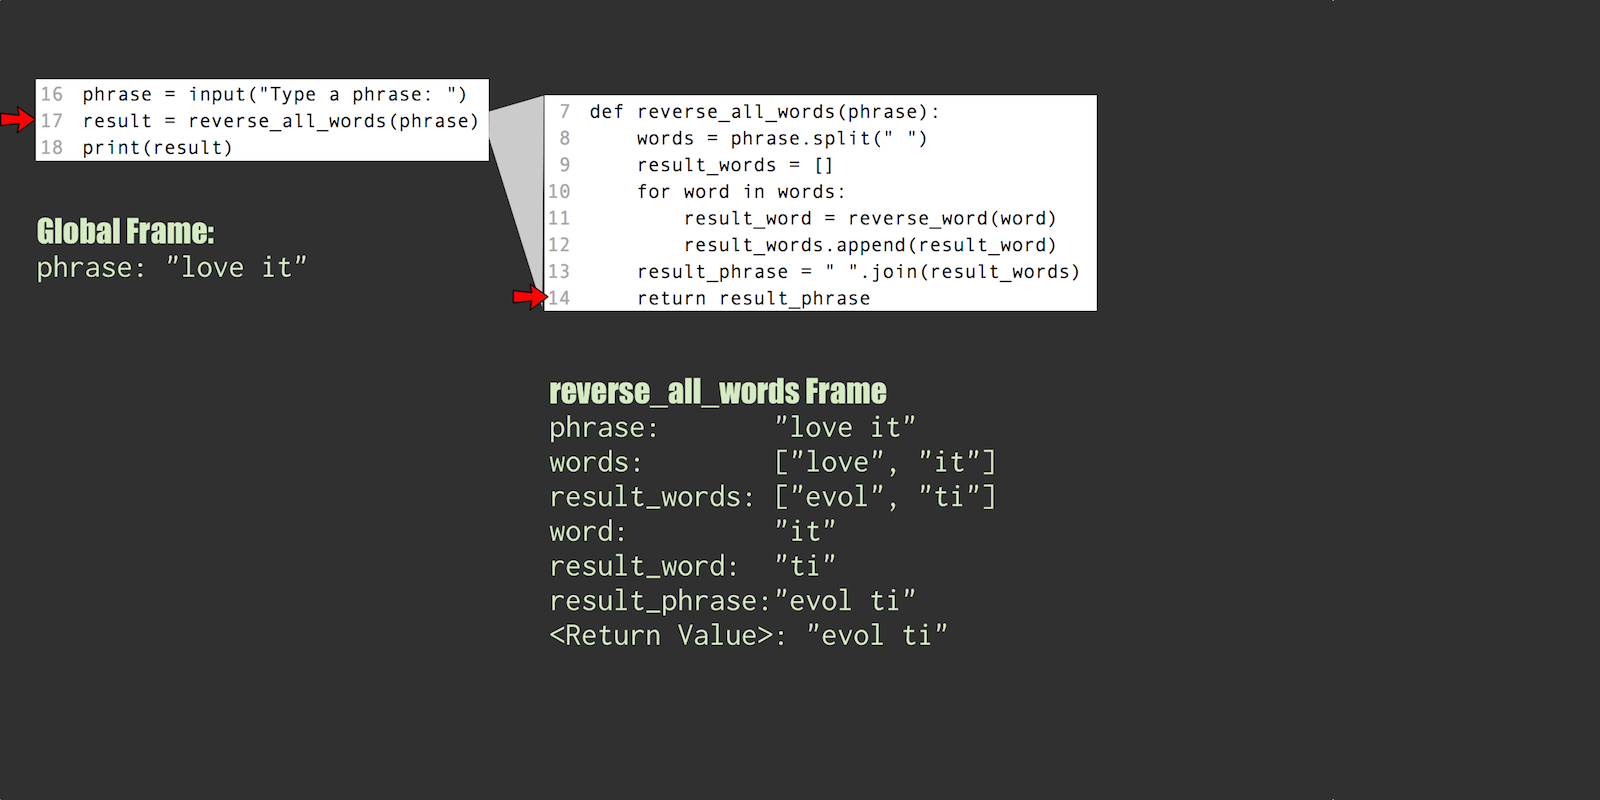 16 phrase = input("Type a phrase: ")
17 result = reverse_all_words(phrase)
18 print(result)
Global Frame:
phrase: "love it"
7 def reverse_all_words(phrase):
8     words = phrase.split(" ")
9     result_words = []
10     for word in words:
11         result_word = reverse_word(word)
12         result_words.append(result_word)
13     result_phrase = " ".join(result_words)
14     return result_phrase
reverse_all_words Frame
phrase: "love it"
words: ["love", "it"]
result_words: ["evol", "ti"]
word: "it"
result_word: "ti"
result_phrase:"evol ti"
<Return Value>: "evol ti"